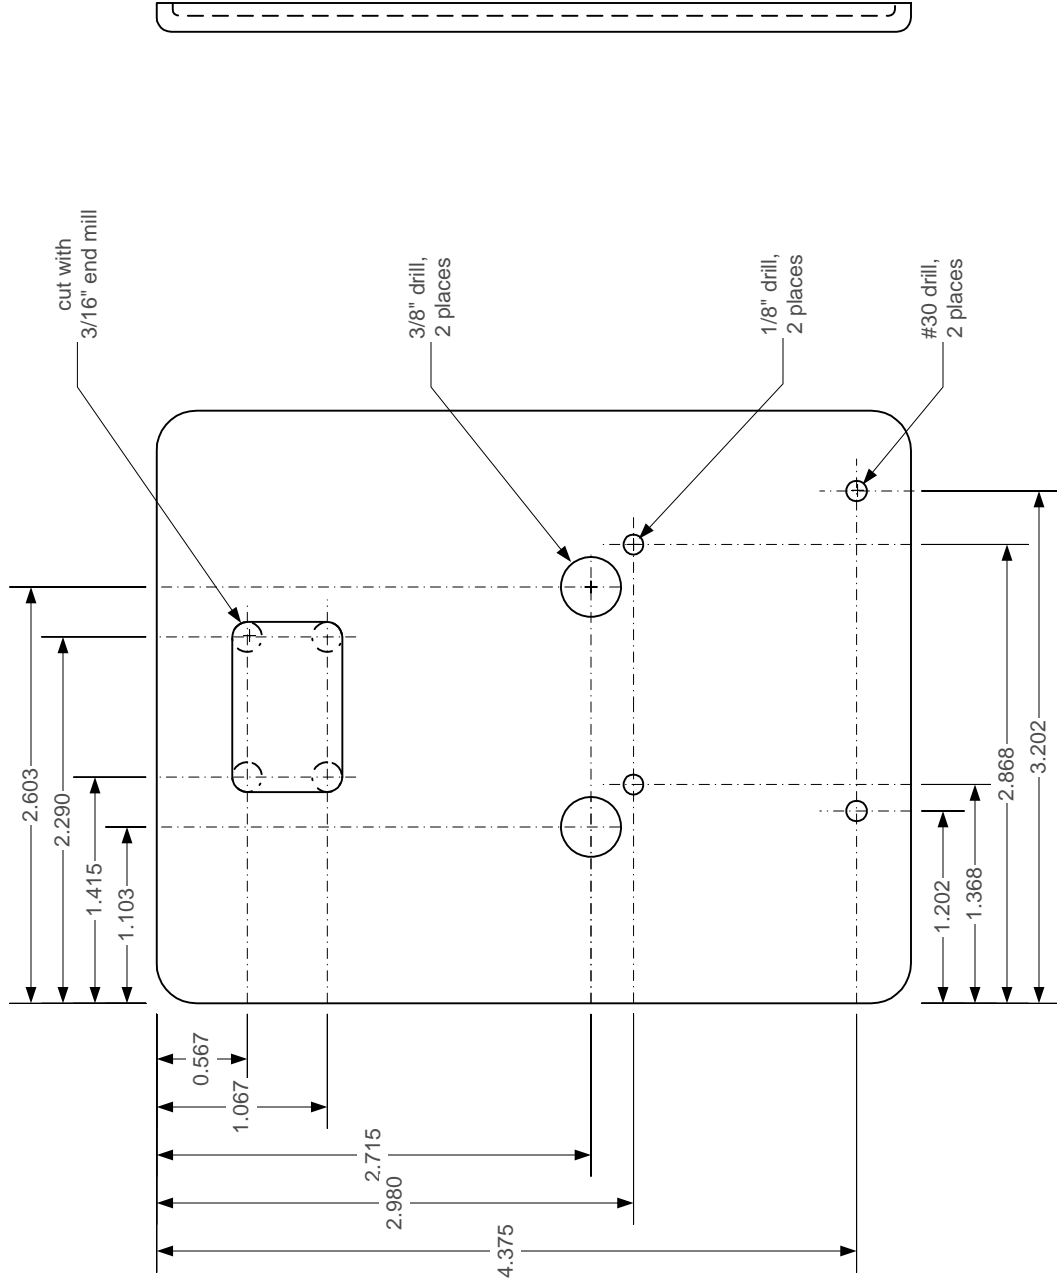 cut with
3/16" end mill
3/8" drill,
2 places
1/8" drill,
2 places
#30 drill,
2 places
2.603
2.290
1.415
1.103
3.202
2.868
1.368
1.202
0.567
1.067
2.715
2.980
4.375